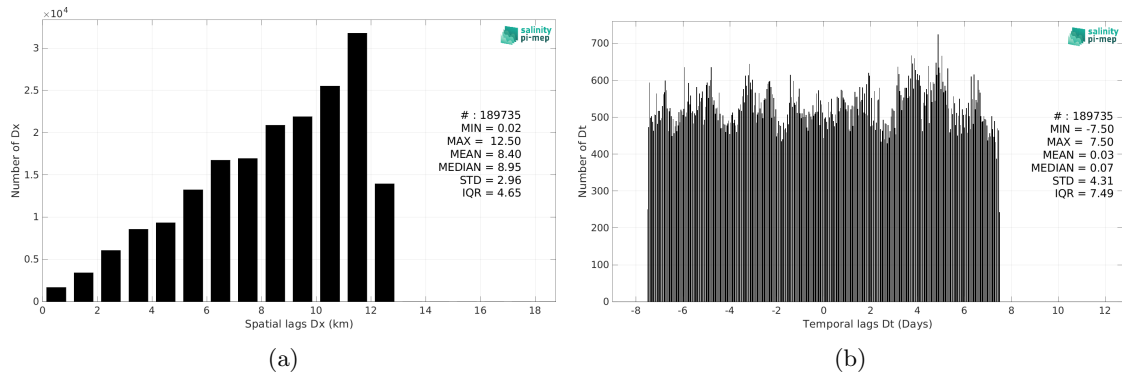 ×10⁴
3
2.5
2
1.5
1
0.5
0
Number of Dx
0 2 4 6 8 10 12 14 16 18
Spatial lags Dx (km)
salinity
pi-mep
# : 189735
MIN = 0.02
MAX = 12.50
MEAN = 8.40
MEDIAN = 8.95
STD = 2.96
IQR = 4.65
(a)
700
600
500
400
300
200
100
0
Number of Dt
-8 -6 -4 -2 0 2 4 6 8 10 12
Temporal lags Dt (Days)
salinity
pi-mep
# : 189735
MIN = -7.50
MAX = 7.50
MEAN = 0.03
MEDIAN = 0.07
STD = 4.31
IQR = 7.49
(b)